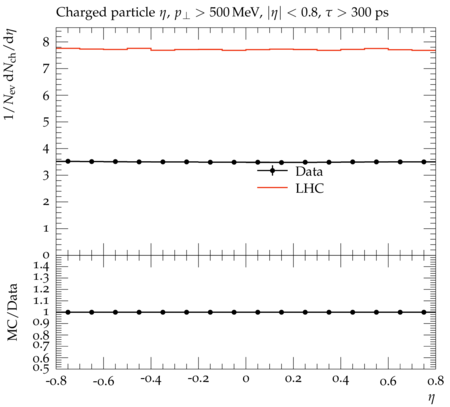 Charged particle η, p⊥ > 500 MeV, |η| < 0.8, τ > 300 ps
1/Nev dNch/dη
8
7
6
5
4
3
2
1
0
Data
LHC
MC/Data
1.4
1.3
1.2
1.1
1
0.9
0.8
0.7
0.6
0.5
-0.8 -0.6 -0.4 -0.2 0 0.2 0.4 0.6 0.8
η